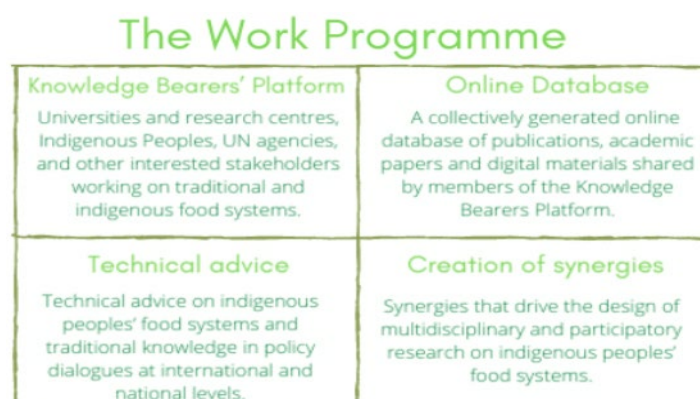 The Work Programme
Knowledge Bearers' Platform
Universities and research centres,
Indigenous Peoples, UN agencies,
and other interested stakeholders
working on traditional and
indigenous food systems.
Online Database
A collectively generated online
database of publications, academic
papers and digital materials shared
by members of the Knowledge
Bearers Platform.
Technical advice
Technical advice on indigenous
peoples' food systems and
traditional knowledge in policy
dialogues at international and
national levels.
Creation of synergies
Synergies that drive the design of
multidisciplinary and participatory
research on indigenous peoples'
food systems.